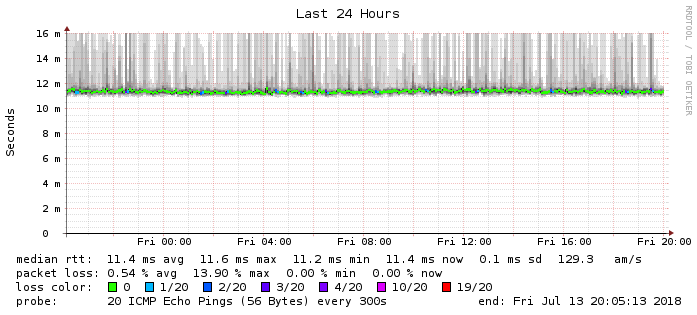 Last 24 Hours
RRDTOOL / TOBI OETIKER
Seconds
16 m
14 m
12 m
10 m
8 m
6 m
4 m
2 m
0
Fri 00:00 Fri 04:00 Fri 08:00 Fri 12:00 Fri 16:00 Fri 20:00
median rtt: 11.4 ms avg 11.6 ms max 11.2 ms min 11.4 ms now 0.1 ms sd 129.3 am/s
packet loss: 0.54 % avg 13.90 % max 0.00 % min 0.00 % now
loss color: 0 1/20 2/20 3/20 4/20 10/20 19/20
probe: 20 ICMP Echo Pings (56 Bytes) every 300s end: Fri Jul 13 20:05:13 2018